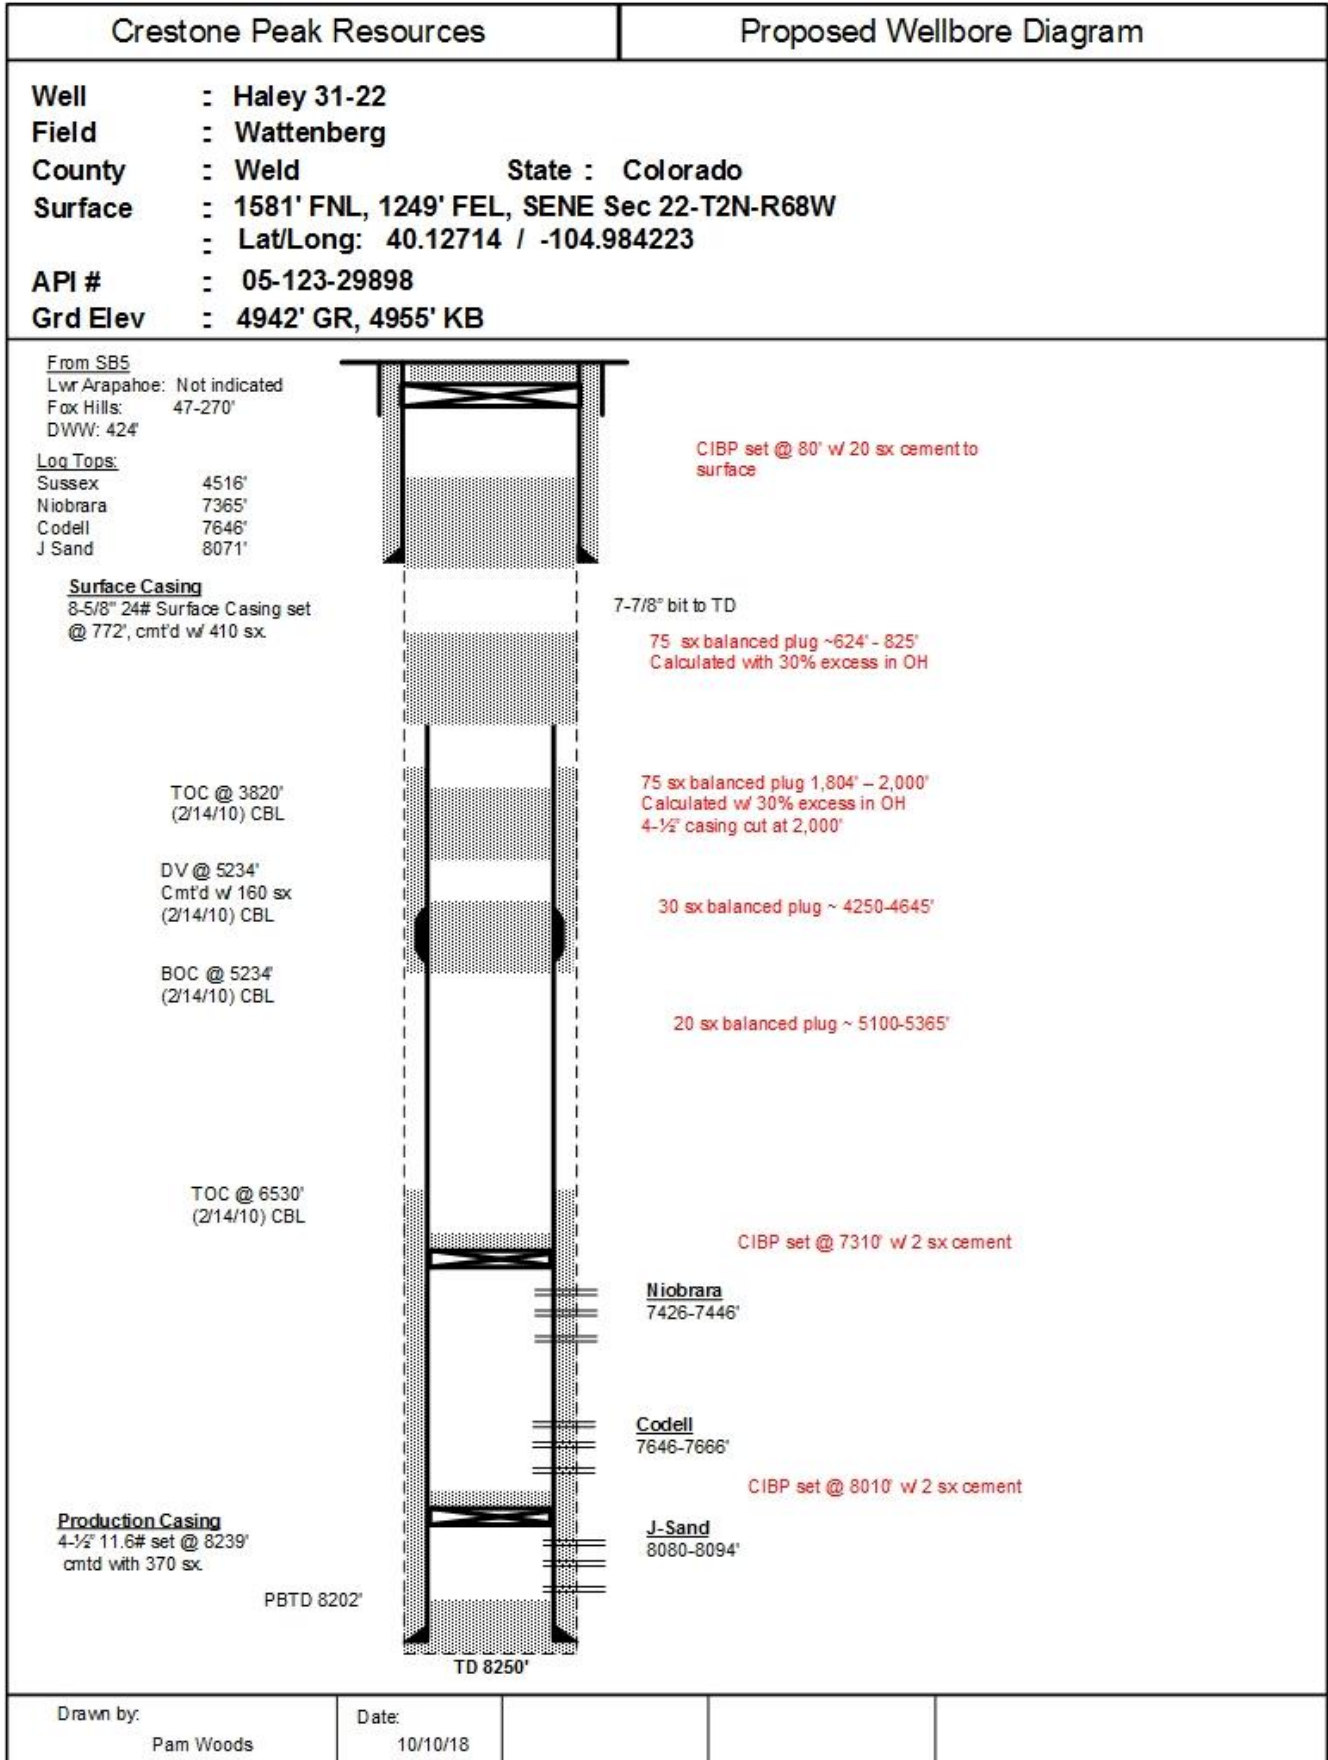 Crestone Peak Resources
Proposed Wellbore Diagram
Well : Haley 31-22
Field : Wattenberg
County : Weld State : Colorado
Surface : 1581' FNL, 1249' FEL, SENE Sec 22-T2N-R68W
: Lat/Long: 40.12714 / -104.984223
API # : 05-123-29898
Grd Elev : 4942' GR, 4955' KB
From SB5
Lwr Arapahoe: Not indicated
Fox Hills: 47-270'
DWW: 424'
Log Tops:
Sussex 4516'
Niobrara 7365'
Codell 7646'
J Sand 8071'
CIBP set @ 80' w/ 20 sx cement to
surface
Surface Casing
8-5/8" 24# Surface Casing set
@ 772', cmt'd w/ 410 sx.
7-7/8" bit to TD
75 sx balanced plug ~624' - 825'
Calculated with 30% excess in OH
TOC @ 3820'
(2/14/10) CBL
75 sx balanced plug 1,804' – 2,000'
Calculated w/ 30% excess in OH
4-½" casing cut at 2,000'
DV @ 5234'
Cmt'd w/ 160 sx
(2/14/10) CBL
30 sx balanced plug ~ 4250-4645'
BOC @ 5234'
(2/14/10) CBL
20 sx balanced plug ~ 5100-5365'
TOC @ 6530'
(2/14/10) CBL
CIBP set @ 7310' w/ 2 sx cement
Niobrara
7426-7446'
Codell
7646-7666'
CIBP set @ 8010' w/ 2 sx cement
Production Casing
4-½" 11.6# set @ 8239'
cmtd with 370 sx.
J-Sand
8080-8094'
PBTD 8202'
TD 8250'
Drawn by:
Pam Woods
Date:
10/10/18